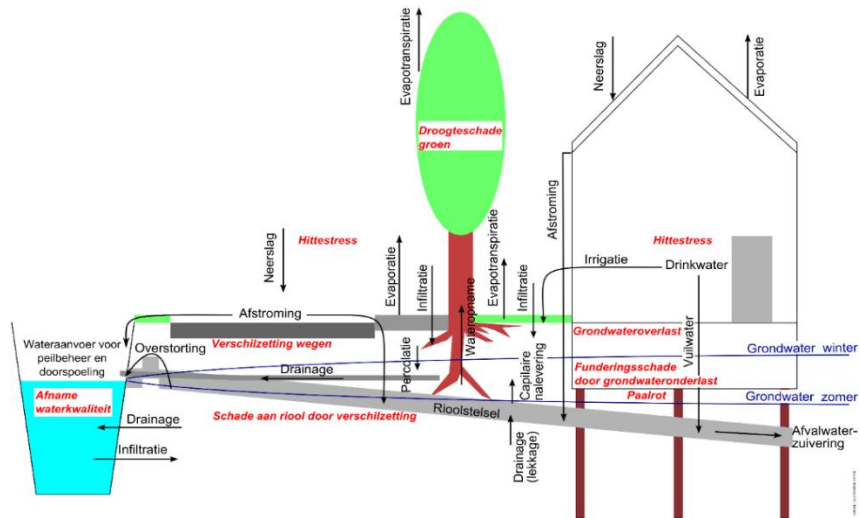 Evapotranspiratie
Neerslag
Evaporatie
Droogteschade
groen
Afstroming
Neerslag
Hittestress
Evaporatie
Infiltratie
Evapotranspiratie
Infiltratie
Hittestress
Irrigatie
Drinkwater
Wateropname
Afstroming
Verschilzetting wegen
Grondwateroverlast
Vuilwater
Wateraanvoer voor
peilbeheer en
doorspoeling
Overstorting
Drainage
Percolatie
Capilaire
nalevering
Grondwater winter
Funderingsschade
door grondwateronderlast
Paalrot
Grondwater zomer
Afname
waterkwaliteit
Drainage
Infiltratie
Schade aan riool door verschilzetting
Rioolstelsel
Drainage
(lekkage)
Afvalwater-
zuivering